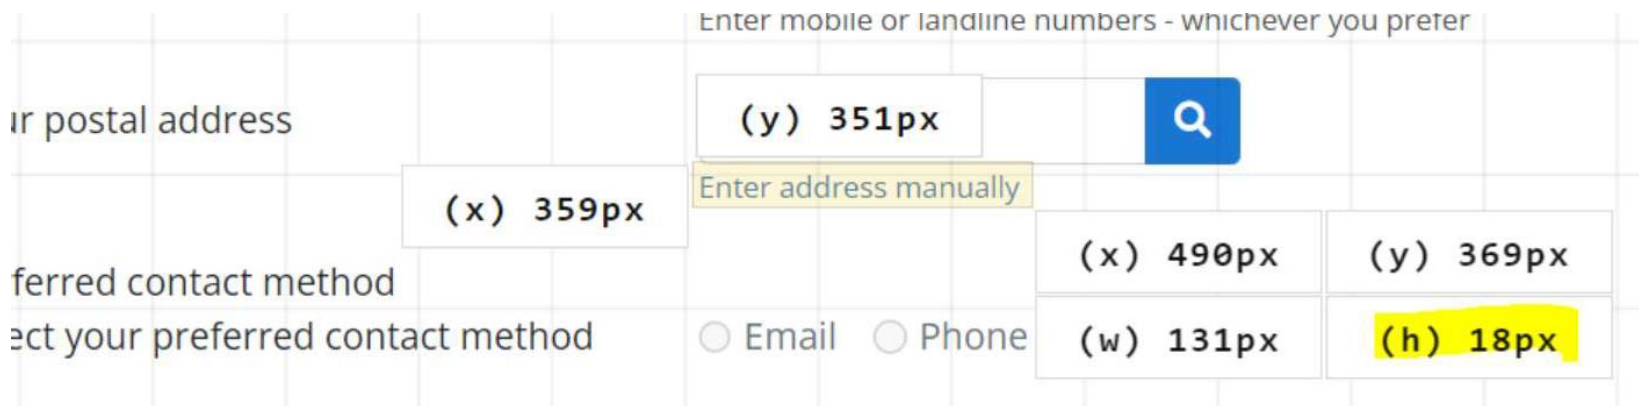 Enter mobile or landline numbers - whichever you prefer
ur postal address
(y) 351px
Enter address manually
(x) 359px
(x) 490px (y) 369px
ferred contact method
ect your preferred contact method
Email Phone
(w) 131px (h) 18px